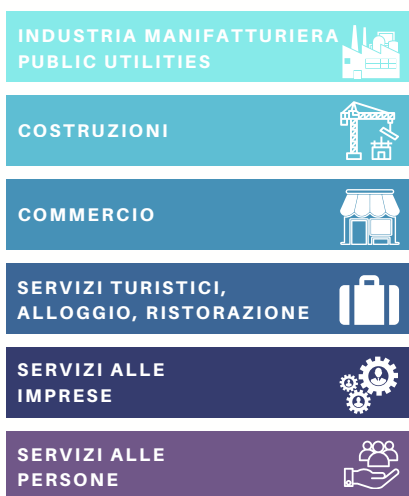 INDUSTRIA MANIFATTURIERA
PUBLIC UTILITIES
COSTRUZIONI
COMMERCIO
SERVIZI TURISTICI,
ALLOGGIO, RISTORAZIONE
SERVIZI ALLE
IMPRESE
SERVIZI ALLE
PERSONE